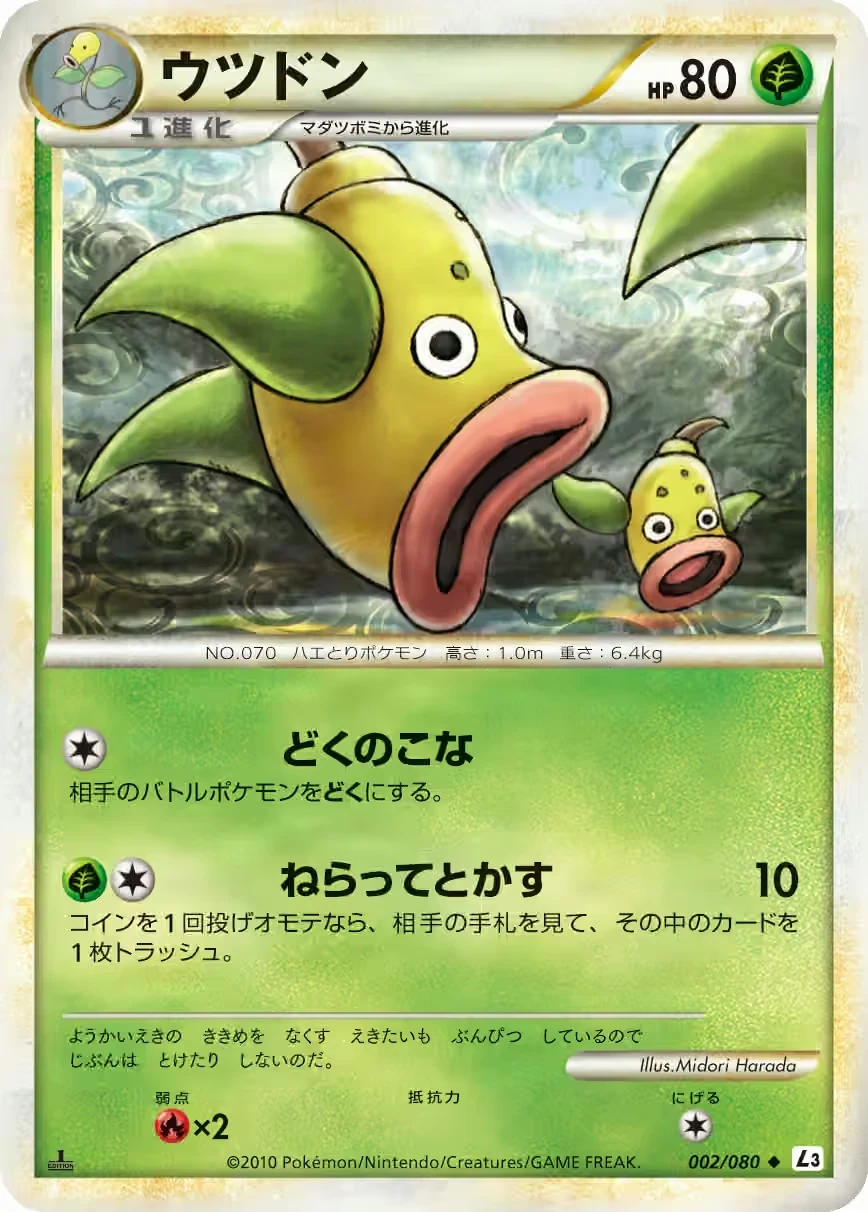 ウツドン
HP80
1進化
マダツボミから進化
NO.070 ハエとりポケモン 高さ：1.0m 重さ：6.4kg
どくのこな
相手のバトルポケモンをどくにする。
ねらってとかす 10
コインを1回投げオモテなら、相手の手札を見て、その中のカードを
1枚トラッシュ。
ようかいえきの ききめを なくす えきたいも ぶんぴつ しているので
じぶんは とけたり しないのだ。
Illus.Midori Harada
弱点 抵抗力 にげる
×2
1 EDITION
©2010 Pokémon/Nintendo/Creatures/GAME FREAK.
002/080 ◆ L3